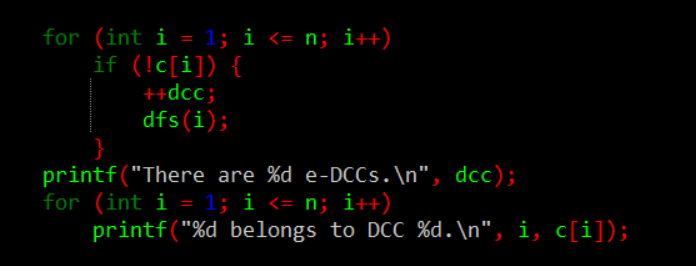 for (int i = 1; i <= n; i++)
    if (!c[i]) {
        ++dcc;
        dfs(i);
    }
printf("There are %d e-DCCs.\n", dcc);
for (int i = 1; i <= n; i++)
    printf("%d belongs to DCC %d.\n", i, c[i]);